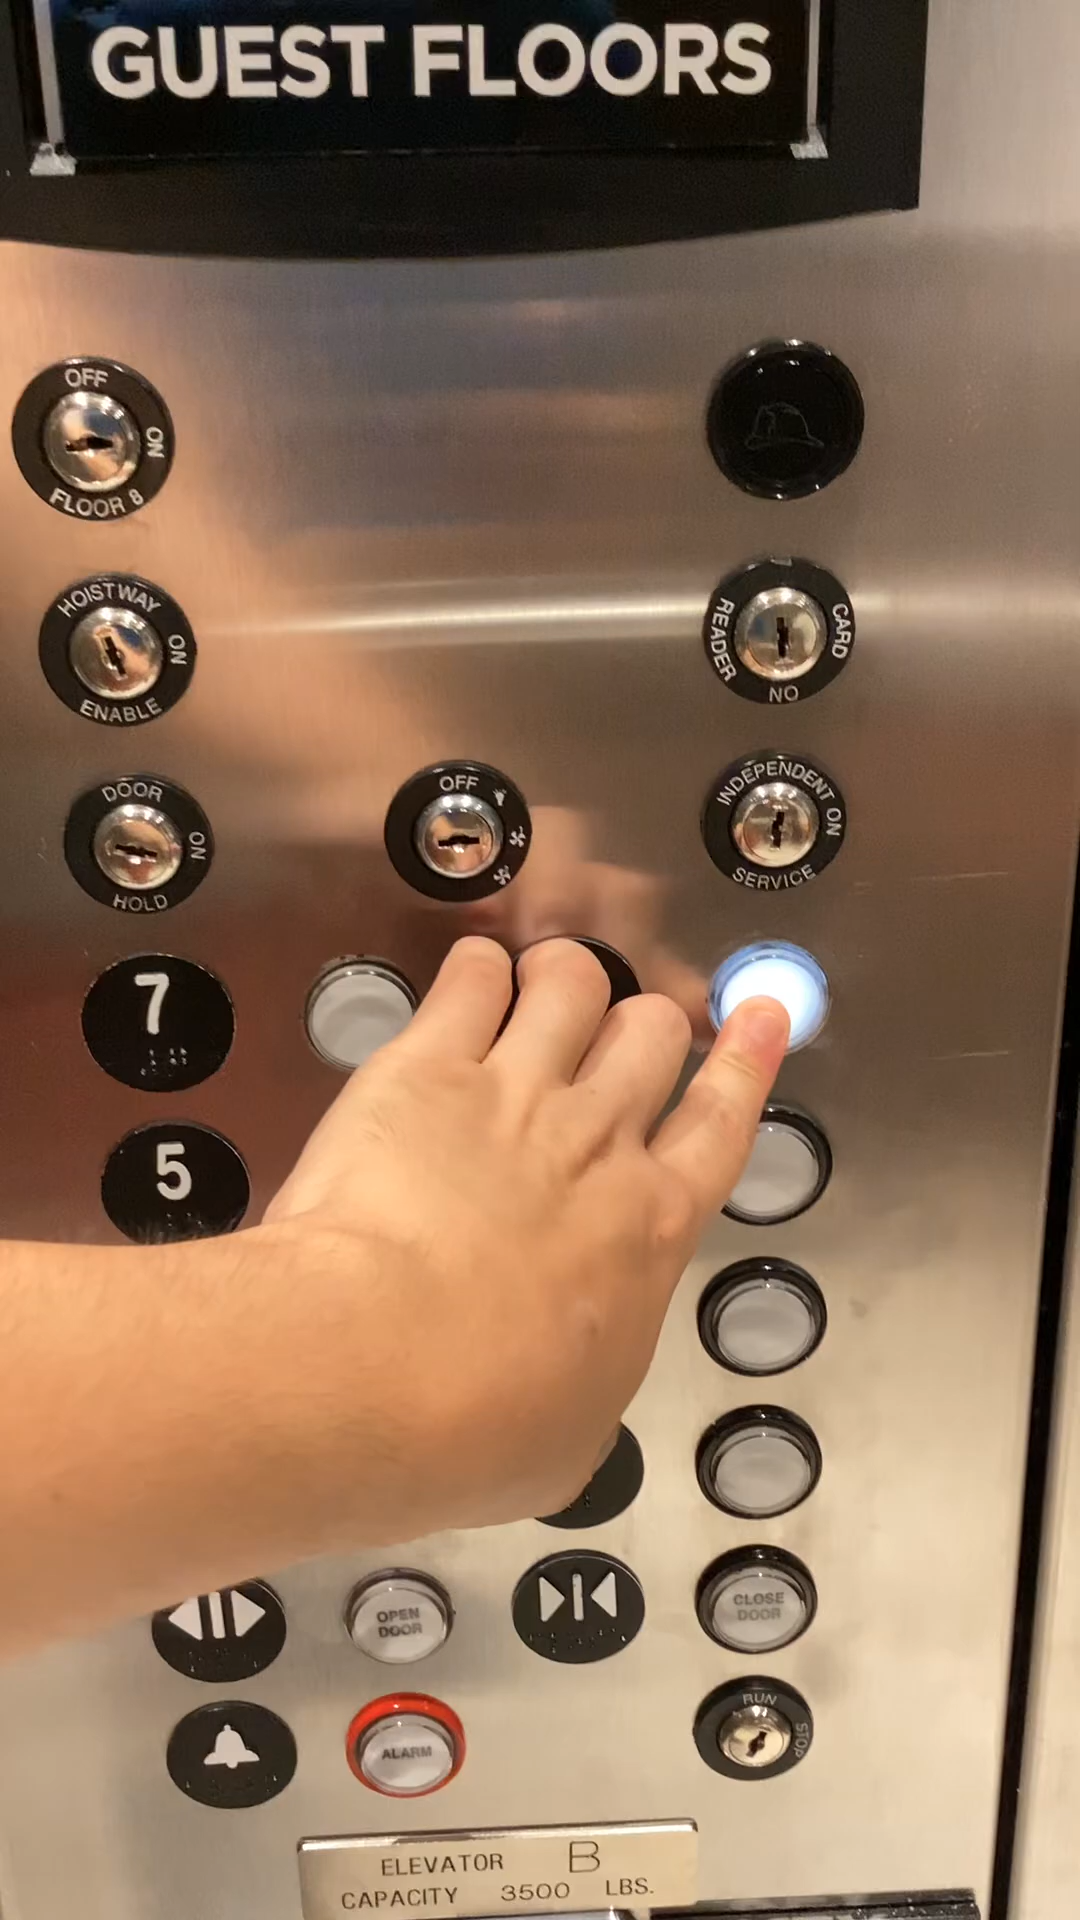 GUEST FLOORS
OFF
ON
FLOOR 8
HOISTWAY
ON
ENABLE
CARD
READER
NO
DOOR
ON
HOLD
OFF
INDEPENDENT
ON
SERVICE
7
5
OPEN
DOOR
CLOSE
DOOR
ALARM
RUN
STOP
ELEVATOR B
CAPACITY 3500 LBS.